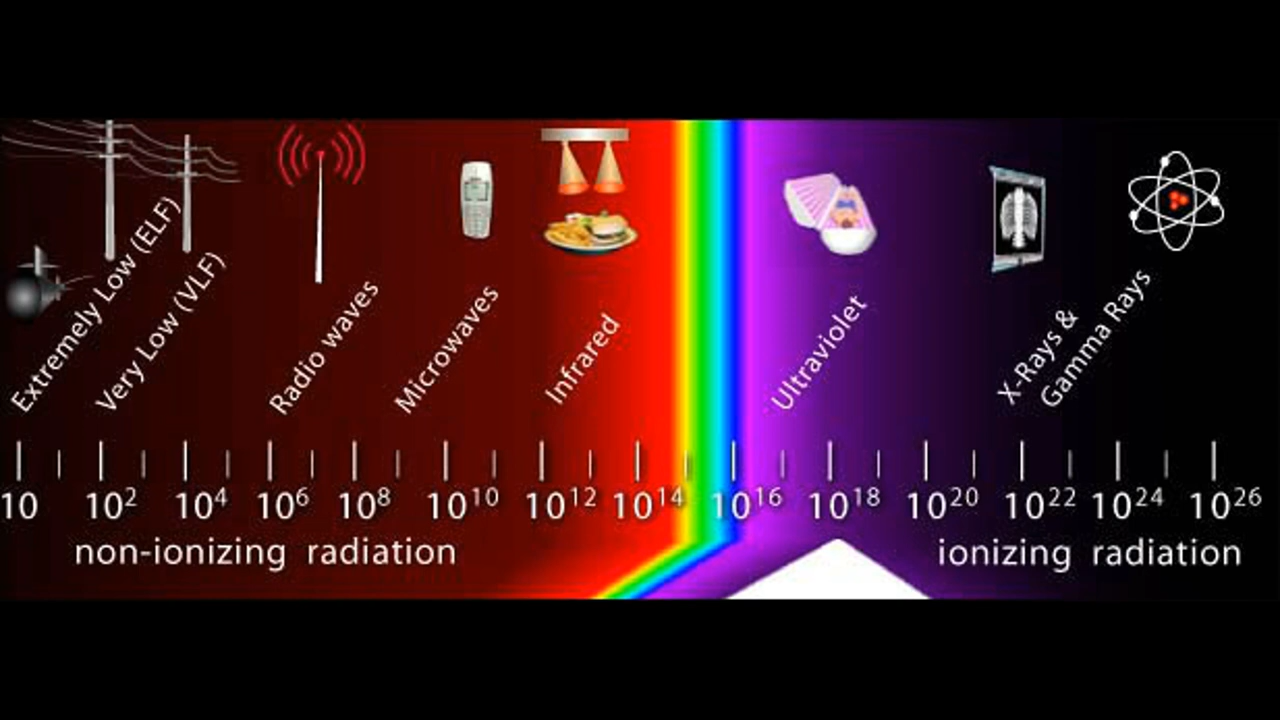 Extremely Low (ELF)
Very Low (VLF)
Radio waves
Microwaves
Infrared
Ultraviolet
X-Rays &
Gamma Rays
10 10² 10⁴ 10⁶ 10⁸ 10¹⁰ 10¹² 10¹⁴ 10¹⁶ 10¹⁸ 10²⁰ 10²² 10²⁴ 10²⁶
non-ionizing radiation
ionizing radiation